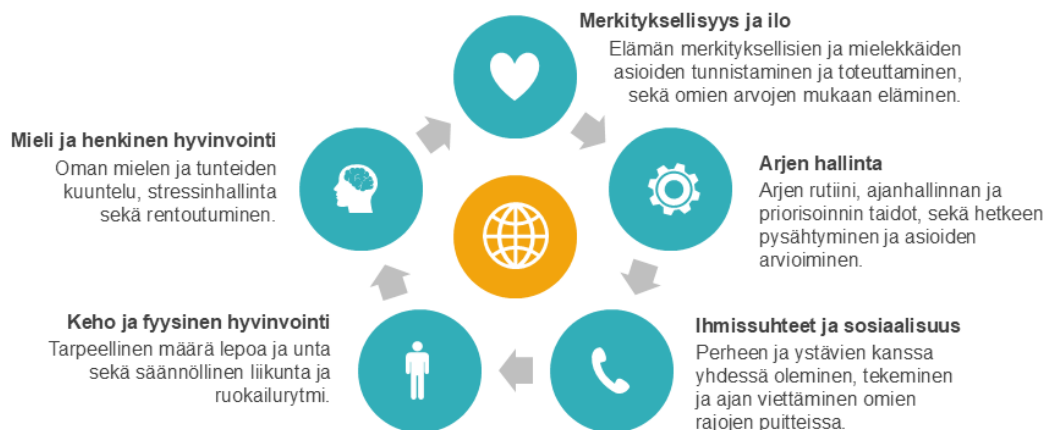 Merkityksellisyys ja ilo
Elämän merkityksellisien ja mielekkäiden
asioiden tunnistaminen ja toteuttaminen,
sekä omien arvojen mukaan eläminen.
Arjen hallinta
Arjen rutiini, ajanhallinnan ja
priorisoinnin taidot, sekä hetkeen
pysähtyminen ja asioiden
arvioiminen.
Ihmissuhteet ja sosiaalisuus
Perheen ja ystävien kanssa
yhdessä oleminen, tekeminen
ja ajan viettäminen omien
rajojen puitteissa.
Keho ja fyysinen hyvinvointi
Tarpeellinen määrä lepoa ja unta
sekä säännöllinen liikunta ja
ruokailurytmi.
Mieli ja henkinen hyvinvointi
Oman mielen ja tunteiden
kuuntelu, stressinhallinta
sekä rentoutuminen.